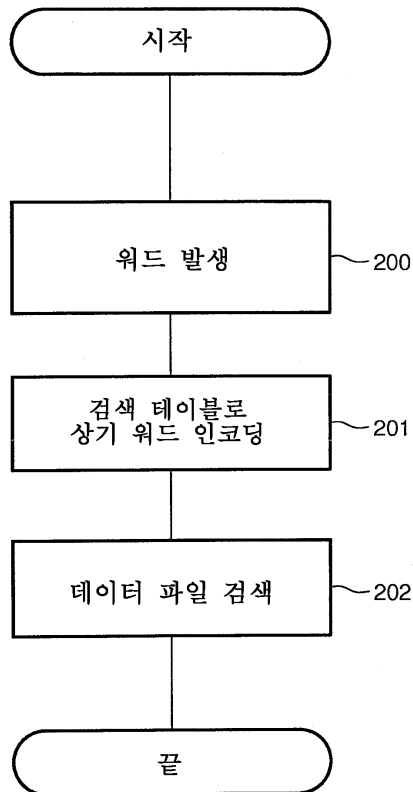 시작
워드 발생
200
검색 테이블로
상기 워드 인코딩
201
데이터 파일 검색
202
끝